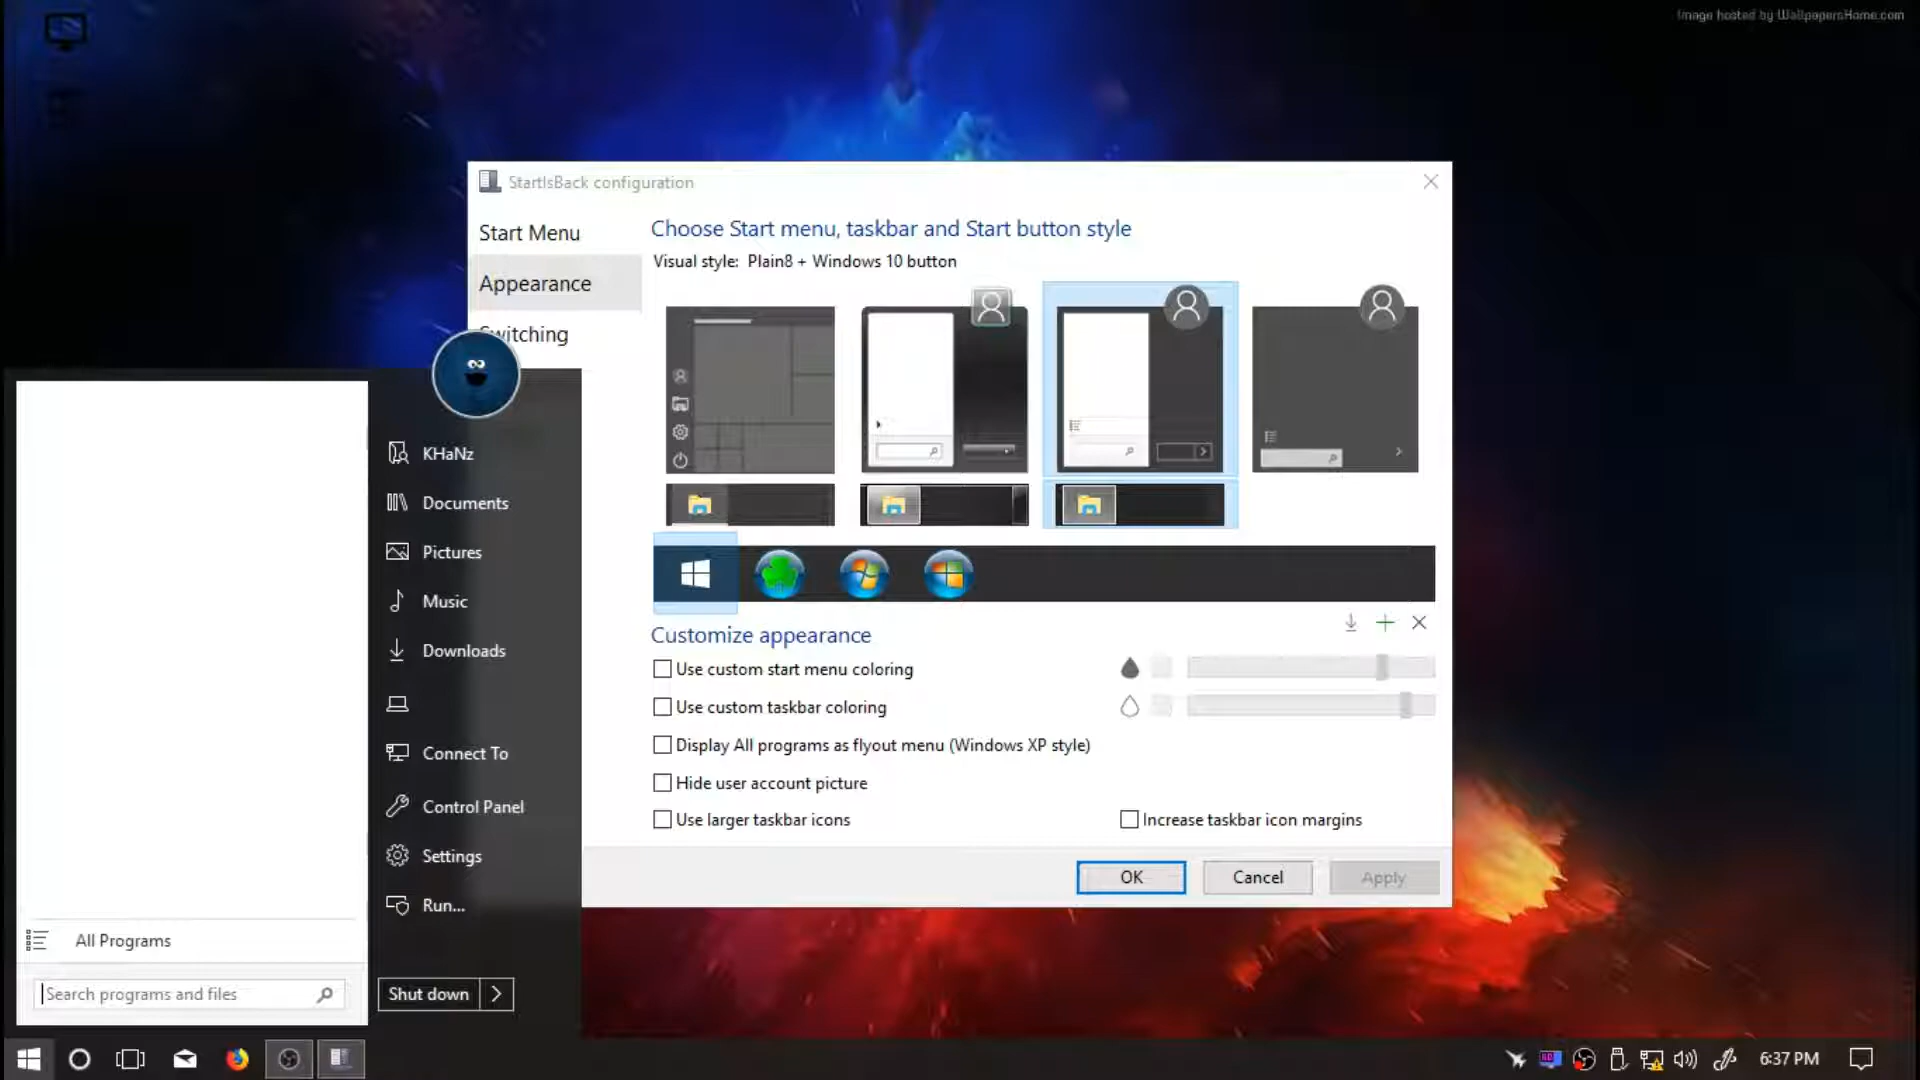 Image hosted by WallpapersHome.com
StartIsBack configuration
Start Menu
Appearance
Switching
Choose Start menu, taskbar and Start button style
Visual style: Plain8 + Windows 10 button
Customize appearance
Use custom start menu coloring
Use custom taskbar coloring
Display All programs as flyout menu (Windows XP style)
Hide user account picture
Use larger taskbar icons
Increase taskbar icon margins
OK
Cancel
Apply
KHaNz
Documents
Pictures
Music
Downloads
Connect To
Control Panel
Settings
Run...
All Programs
Search programs and files
Shut down
6:37 PM